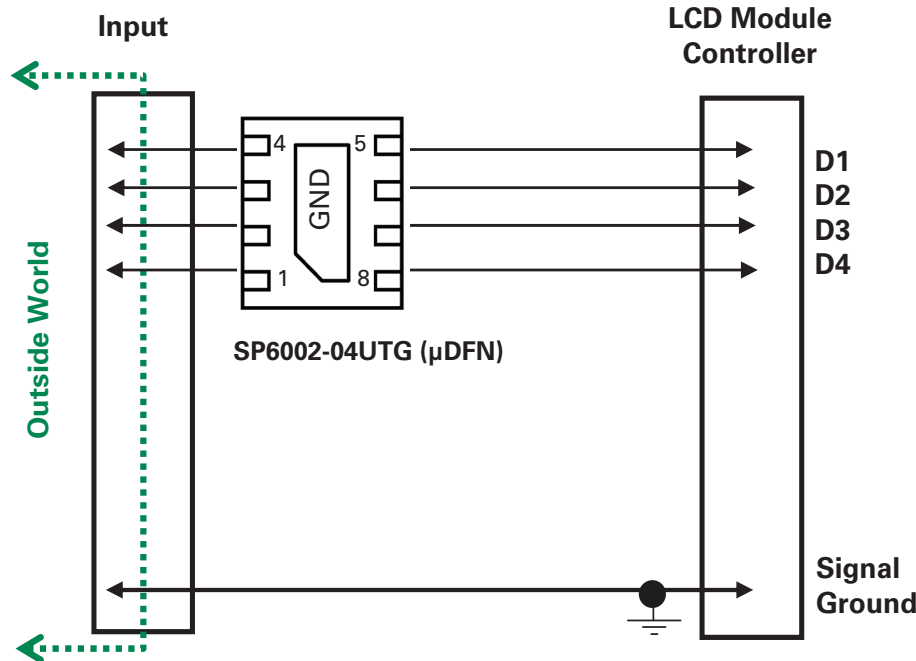 Input
LCD Module
Controller
4
5
GND
1
8
D1
D2
D3
D4
Outside World
SP6002-04UTG (µDFN)
Signal
Ground